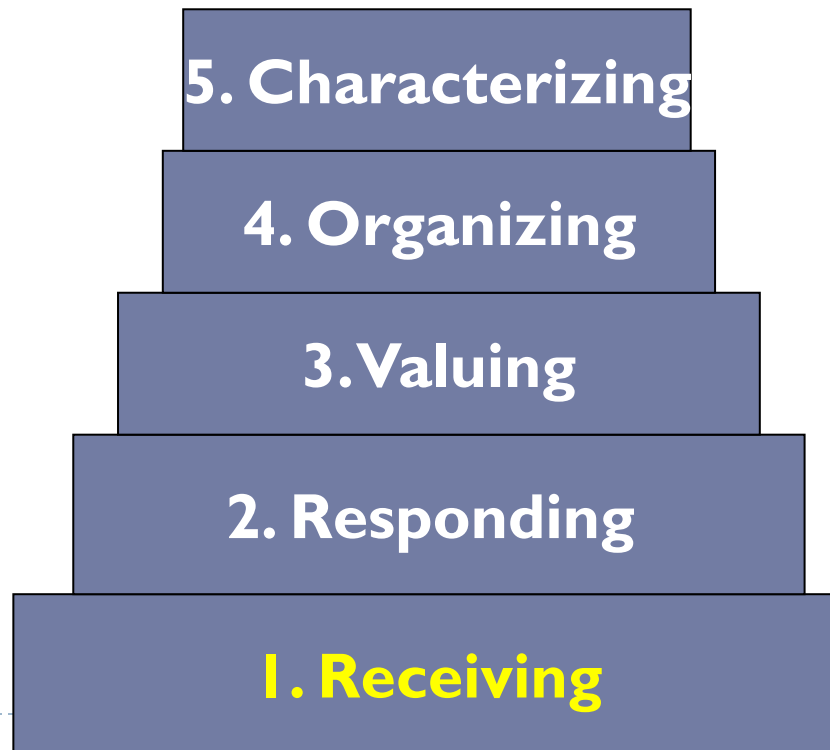 5. Characterizing
4. Organizing
3. Valuing
2. Responding
1. Receiving